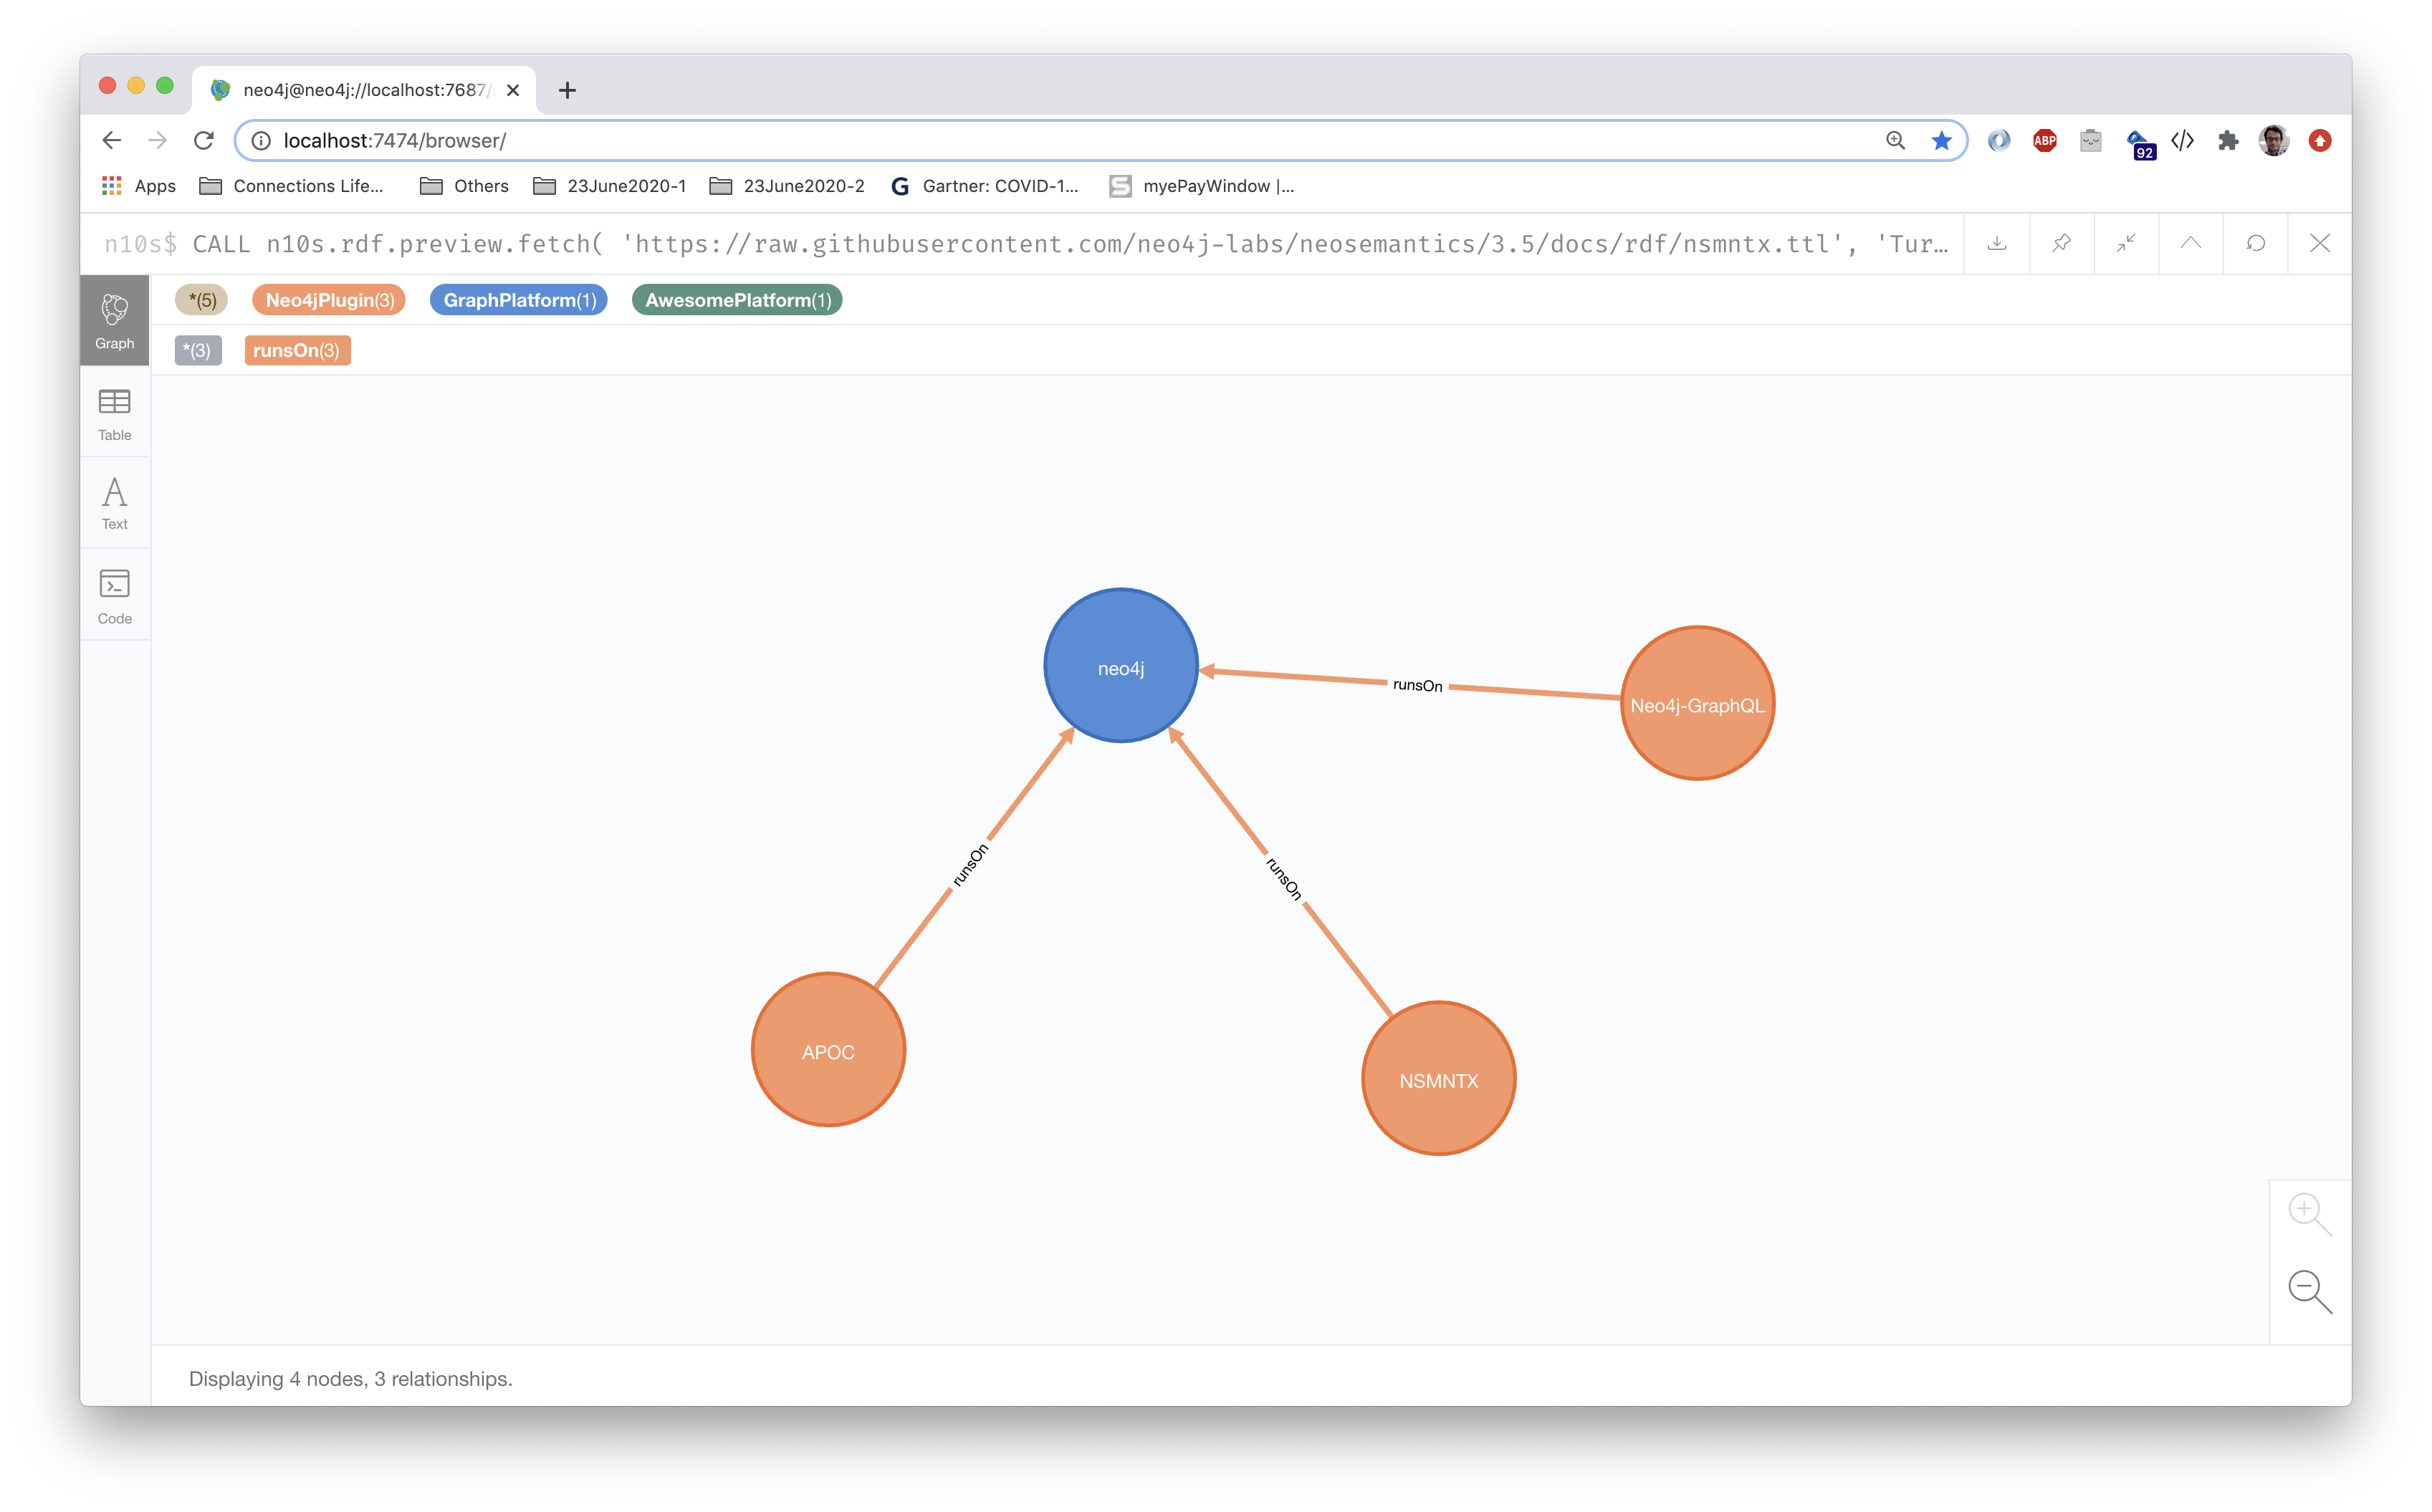 neo4j@neo4j://localhost:7687/
localhost:7474/browser/
ABP
92
Apps Connections Life... Others 23June2020-1 23June2020-2 G Gartner: COVID-1... S myePayWindow |...
n10s$ CALL n10s.rdf.preview.fetch( 'https://raw.githubusercontent.com/neo4j-labs/neosemantics/3.5/docs/rdf/nsmntx.ttl', 'Tur…
*(5) Neo4jPlugin(3) GraphPlatform(1) AwesomePlatform(1)
*(3) runsOn(3)
Graph
Table
Text
Code
neo4j
runsOn
Neo4j-GraphQL
runsOn
runsOn
APOC
NSMNTX
Displaying 4 nodes, 3 relationships.